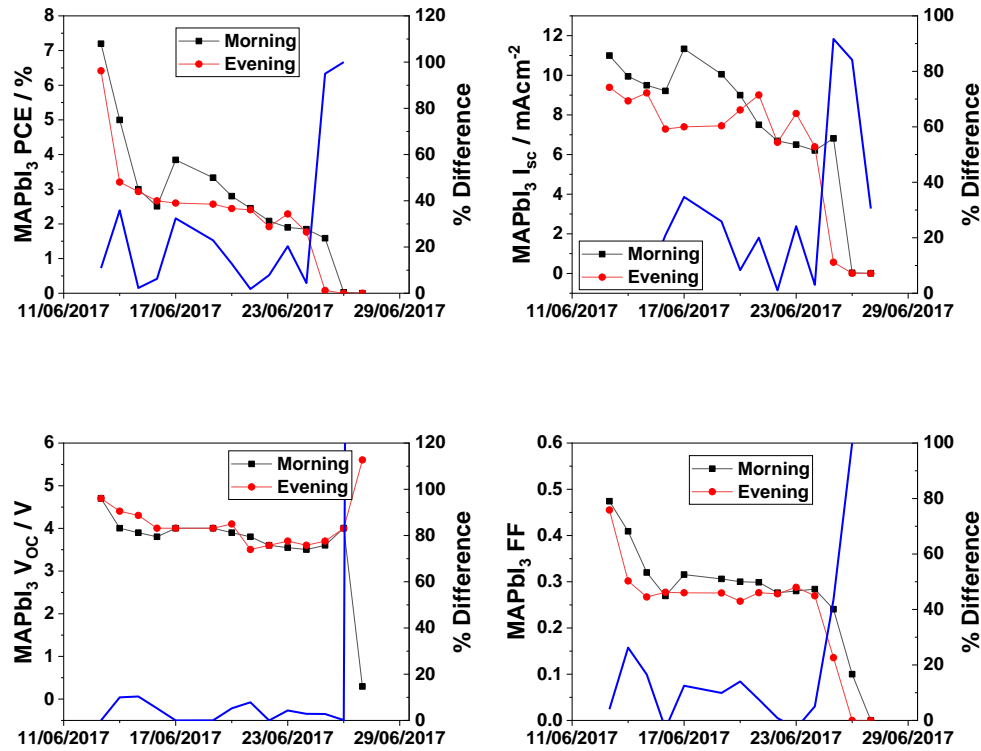 8
7
6
5
4
3
2
1
0
MAPbI₃ PCE / %
Morning
Evening
120
100
80
60
40
20
0
% Difference
11/06/2017 17/06/2017 23/06/2017 29/06/2017
12
10
8
6
4
2
0
MAPbI₃ Iₛc / mAcm⁻²
Morning
Evening
100
80
60
40
20
0
% Difference
11/06/2017 17/06/2017 23/06/2017 29/06/2017
6
5
4
3
2
1
0
MAPbI₃ V_OC / V
Morning
Evening
120
100
80
60
40
20
0
% Difference
11/06/2017 17/06/2017 23/06/2017 29/06/2017
0.6
0.5
0.4
0.3
0.2
0.1
0.0
MAPbI₃ FF
Morning
Evening
100
80
60
40
20
0
% Difference
11/06/2017 17/06/2017 23/06/2017 29/06/2017